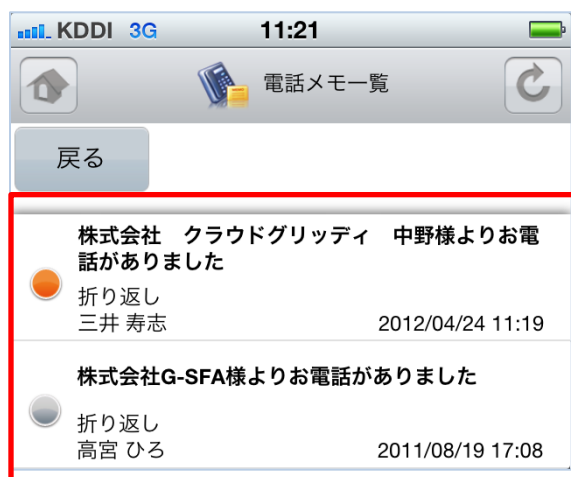 KDDI 3G 11:21
電話メモ一覧
戻る
株式会社　クラウドグリッディ　中野様よりお電
話がありました
折り返し
三井 寿志 2012/04/24 11:19
株式会社G-SFA様よりお電話がありました
折り返し
高宮 ひろ 2011/08/19 17:08